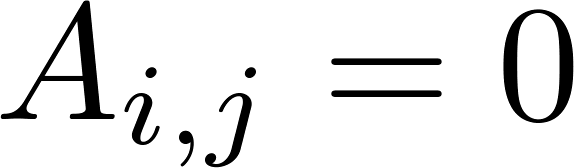 A_{i,j} = 0